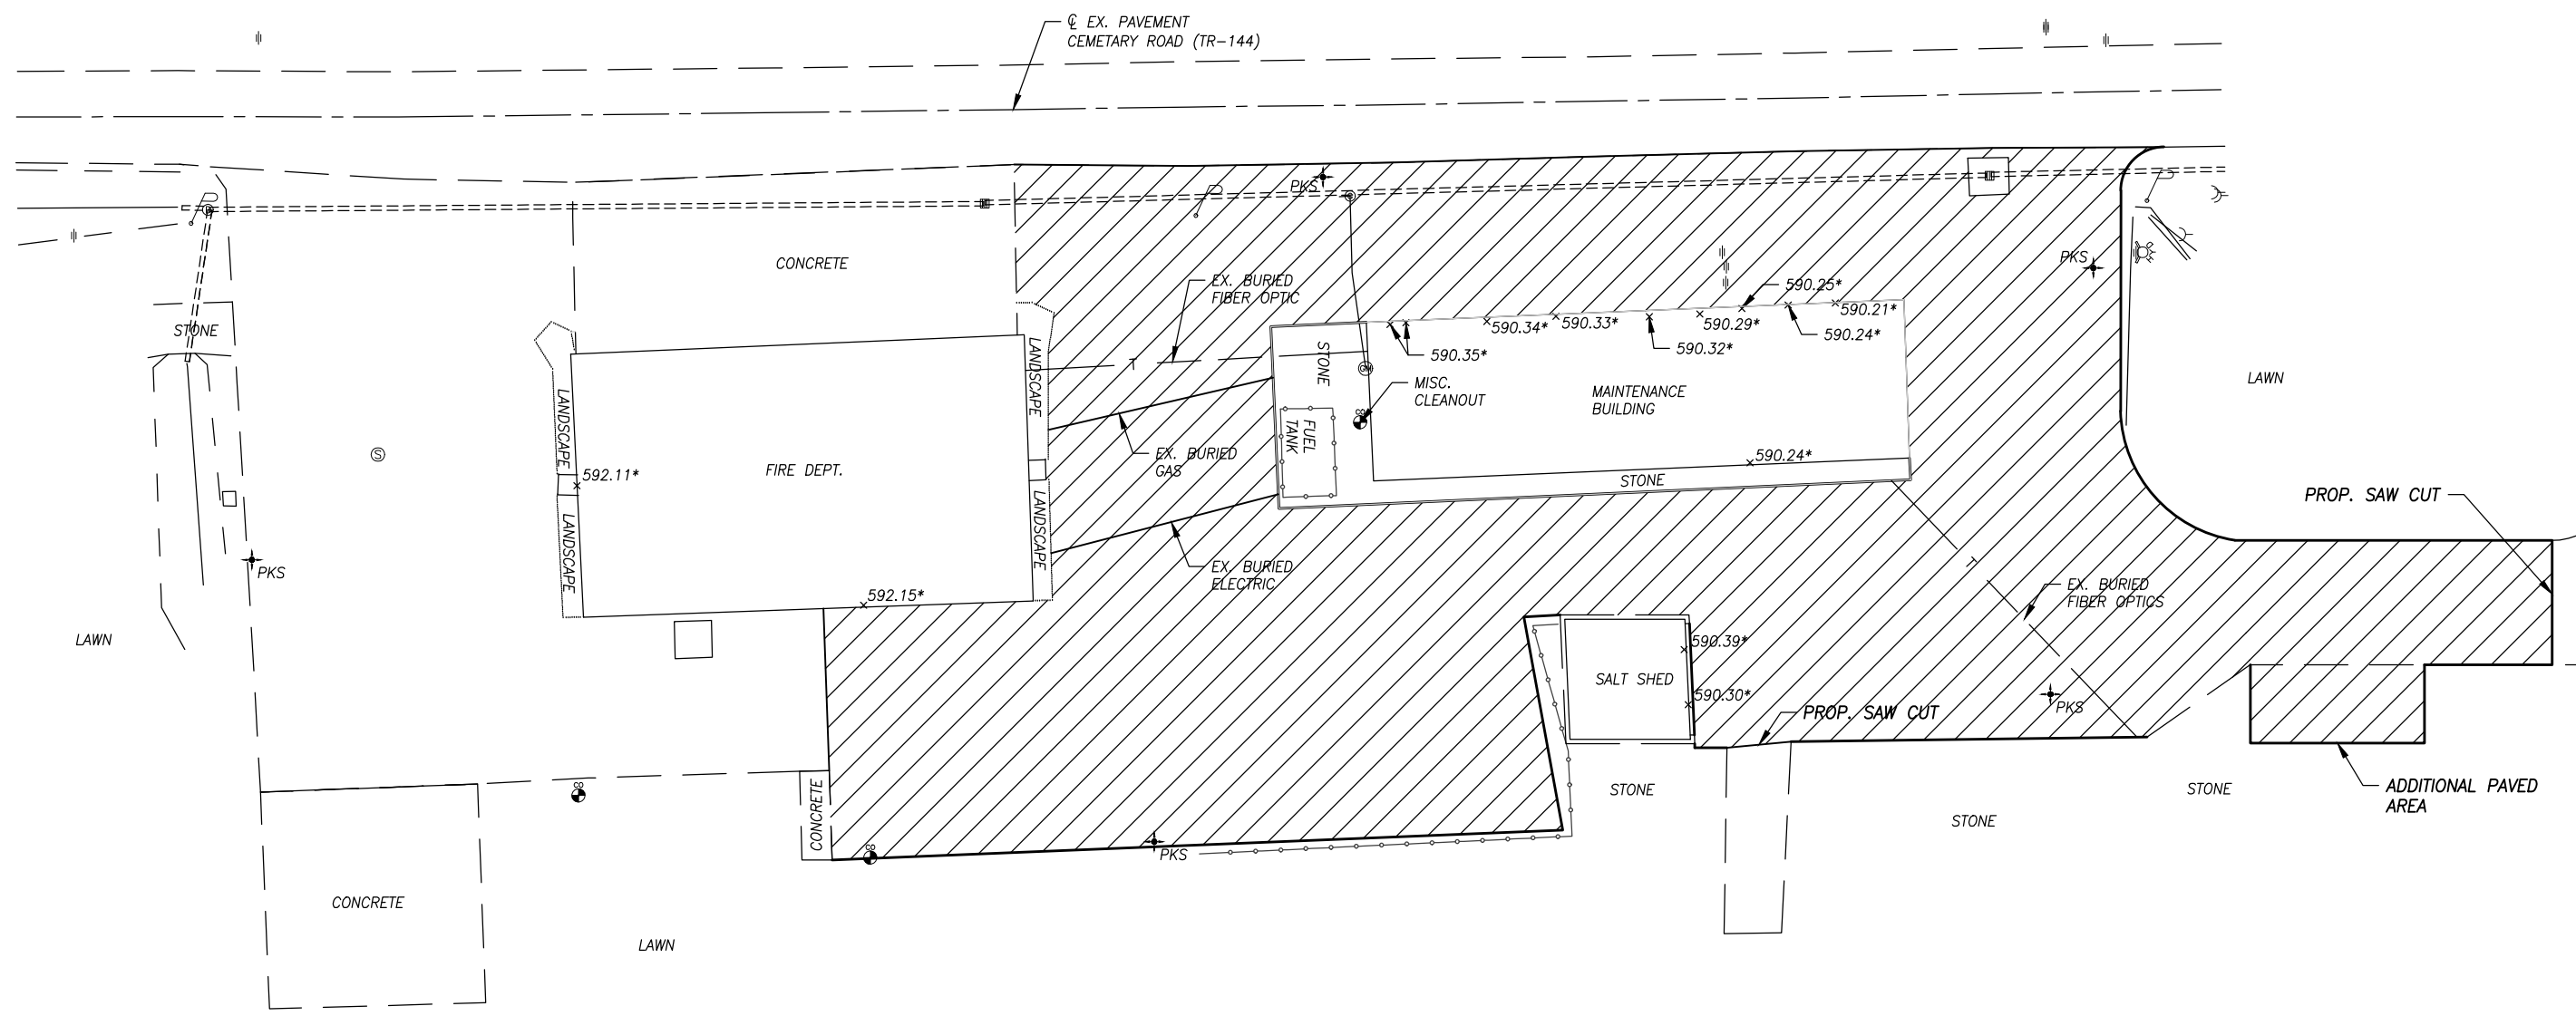 ℄ EX. PAVEMENT
CEMETARY ROAD (TR-144)
PKS
CONCRETE
PKS
EX. BURIED
FIBER OPTIC
590.25*
590.21*
590.34*
590.33*
590.29*
590.24*
STONE
590.32*
590.35*
T
STONE
LANDSCAPE
LANDSCAPE
MISC.
CLEANOUT
MAINTENANCE
BUILDING
LAWN
CO
FUEL
TANK
EX. BURIED
GAS
S
FIRE DEPT.
592.11*
590.24*
STONE
PROP. SAW CUT
LANDSCAPE
LANDSCAPE
EX. BURIED
ELECTRIC
T
PKS
EX. BURIED
FIBER OPTICS
592.15*
LAWN
590.39*
SALT SHED
590.30*
PKS
PROP. SAW CUT
CO
STONE
STONE
ADDITIONAL PAVED
AREA
CONCRETE
STONE
CO
PKS
CONCRETE
LAWN